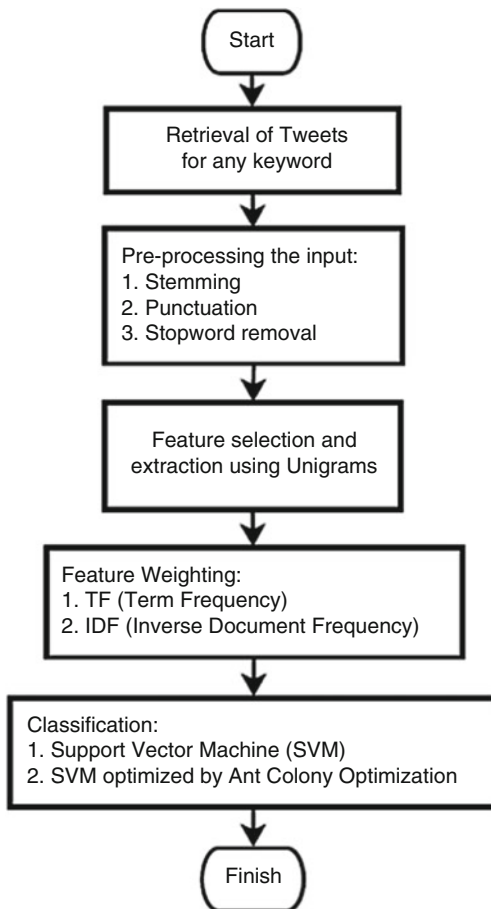 Start
Retrieval of Tweets
for any keyword
Pre-processing the input:
1. Stemming
2. Punctuation
3. Stopword removal
Feature selection and
extraction using Unigrams
Feature Weighting:
1. TF (Term Frequency)
2. IDF (Inverse Document Frequency)
Classification:
1. Support Vector Machine (SVM)
2. SVM optimized by Ant Colony Optimization
Finish